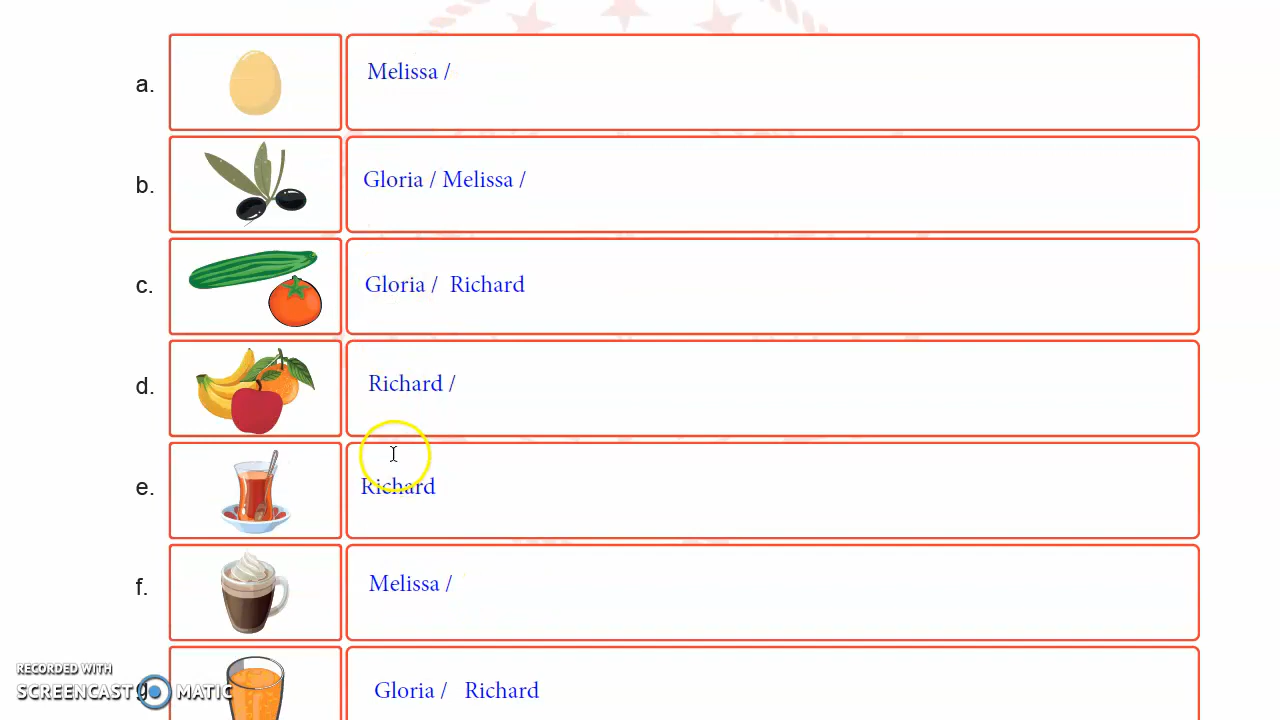 a.
Melissa /
b.
Gloria / Melissa /
c.
Gloria / Richard
d.
Richard /
e.
Richard
f.
Melissa /
g.
Gloria / Richard
RECORDED WITH
SCREENCAST MATIC